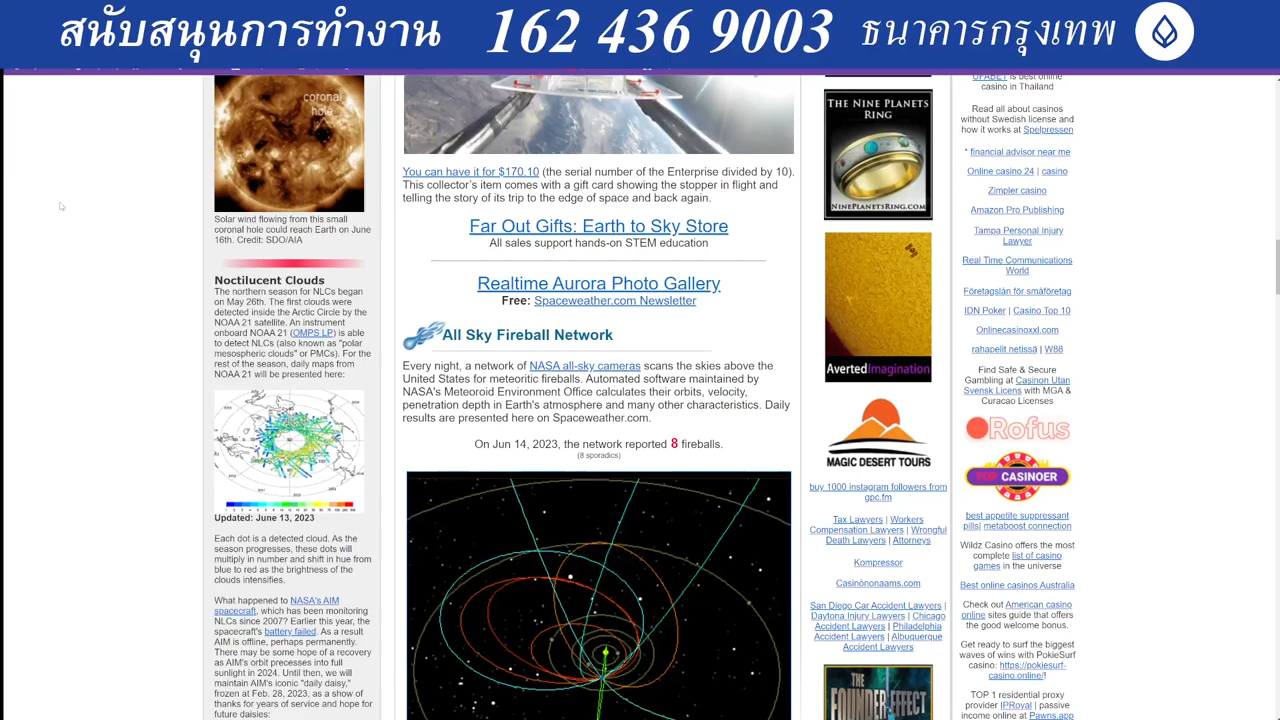 สนับสนุนการทำงาน 162 436 9003 ธนาคารกรุงเทพ
coronal
hole
Solar wind flowing from this small
coronal hole could reach Earth on June
16th. Credit: SDO/AIA
Noctilucent Clouds
The northern season for NLCs began
on May 26th. The first clouds were
detected inside the Arctic Circle by the
NOAA 21 satellite. An instrument
onboard NOAA 21 (OMPS LP) is able
to detect NLCs (also known as "polar
mesospheric clouds" or PMCs). For the
rest of the season, daily maps from
NOAA 21 will be presented here:
Updated: June 13, 2023
Each dot is a detected cloud. As the
season progresses, these dots will
multiply in number and shift in hue from
blue to red as the brightness of the
clouds intensifies.
What happened to NASA's AIM
spacecraft, which has been monitoring
NLCs since 2007? Earlier this year, the
spacecraft's battery failed. As a result
AIM is offline, perhaps permanently.
There may be some hope of a recovery
as AIM's orbit precesses into full
sunlight in 2024. Until then, we will
maintain AIM's iconic "daily daisy,"
frozen at Feb. 28, 2023, as a show of
thanks for years of service and hope for
future daisies:
You can have it for $170.10 (the serial number of the Enterprise divided by 10).
This collector's item comes with a gift card showing the stopper in flight and
telling the story of its trip to the edge of space and back again.
Far Out Gifts: Earth to Sky Store
All sales support hands-on STEM education
Realtime Aurora Photo Gallery
Free: Spaceweather.com Newsletter
All Sky Fireball Network
Every night, a network of NASA all-sky cameras scans the skies above the
United States for meteoritic fireballs. Automated software maintained by
NASA's Meteoroid Environment Office calculates their orbits, velocity,
penetration depth in Earth's atmosphere and many other characteristics. Daily
results are presented here on Spaceweather.com.
On Jun 14, 2023, the network reported 8 fireballs.
(8 sporadics)
THE NINE PLANETS
RING
NINEPLANETSRING.COM
AvertedImagination
MAGIC DESERT TOURS
buy 1000 instagram followers from
gpc.fm
Tax Lawyers | Workers
Compensation Lawyers | Wrongful
Death Lawyers | Attorneys
Kompressor
Casinònonaams.com
San Diego Car Accident Lawyers |
Daytona Injury Lawyers | Chicago
Accident Lawyers | Philadelphia
Accident Lawyers | Albuquerque
Accident Lawyers
THE
FOUNDER EFFECT
UFABET is best online
casino in Thailand
Read all about casinos
without Swedish license and
how it works at Spelpressen
* financial advisor near me
Online casino 24 | casino
Zimpler casino
Amazon Pro Publishing
Tampa Personal Injury
Lawyer
Real Time Communications
World
Företagslån för småföretag
IDN Poker | Casino Top 10
Onlinecasinoxxl.com
rahapelit netissä | W88
Find Safe & Secure
Gambling at Casinon Utan
Svensk Licens with MGA &
Curacao Licenses
Rofus
TOP CASINOER
best appetite suppressant
pills| metaboost connection
Wildz Casino offers the most
complete list of casino
games in the universe
Best online casinos Australia
Check out American casino
online sites guide that offers
the good welcome bonus.
Get ready to surf the biggest
waves of wins with PokieSurf
casino: https://pokiesurf-
casino.online/!
TOP 1 residential proxy
provider IPRoyal | passive
income online at Pawns.app